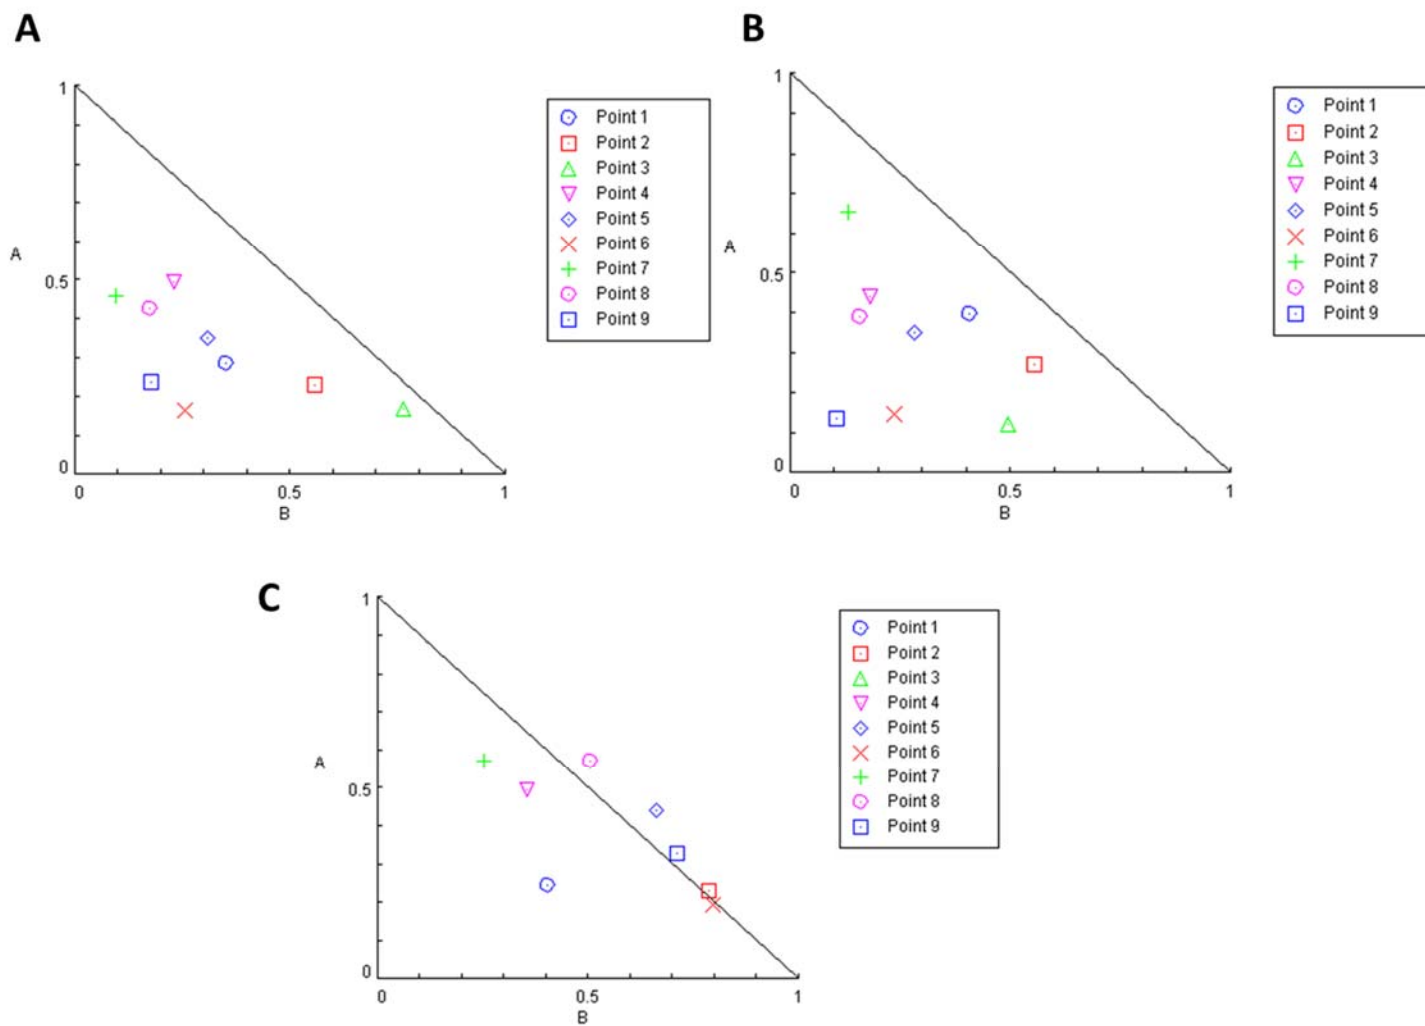 A
1
A
0.5
0
0
0.5
1
B
Point 1
Point 2
Point 3
Point 4
Point 5
Point 6
Point 7
Point 8
Point 9
B
1
A
0.5
0
0
0.5
1
B
Point 1
Point 2
Point 3
Point 4
Point 5
Point 6
Point 7
Point 8
Point 9
C
1
A
0.5
0
0
0.5
1
B
Point 1
Point 2
Point 3
Point 4
Point 5
Point 6
Point 7
Point 8
Point 9